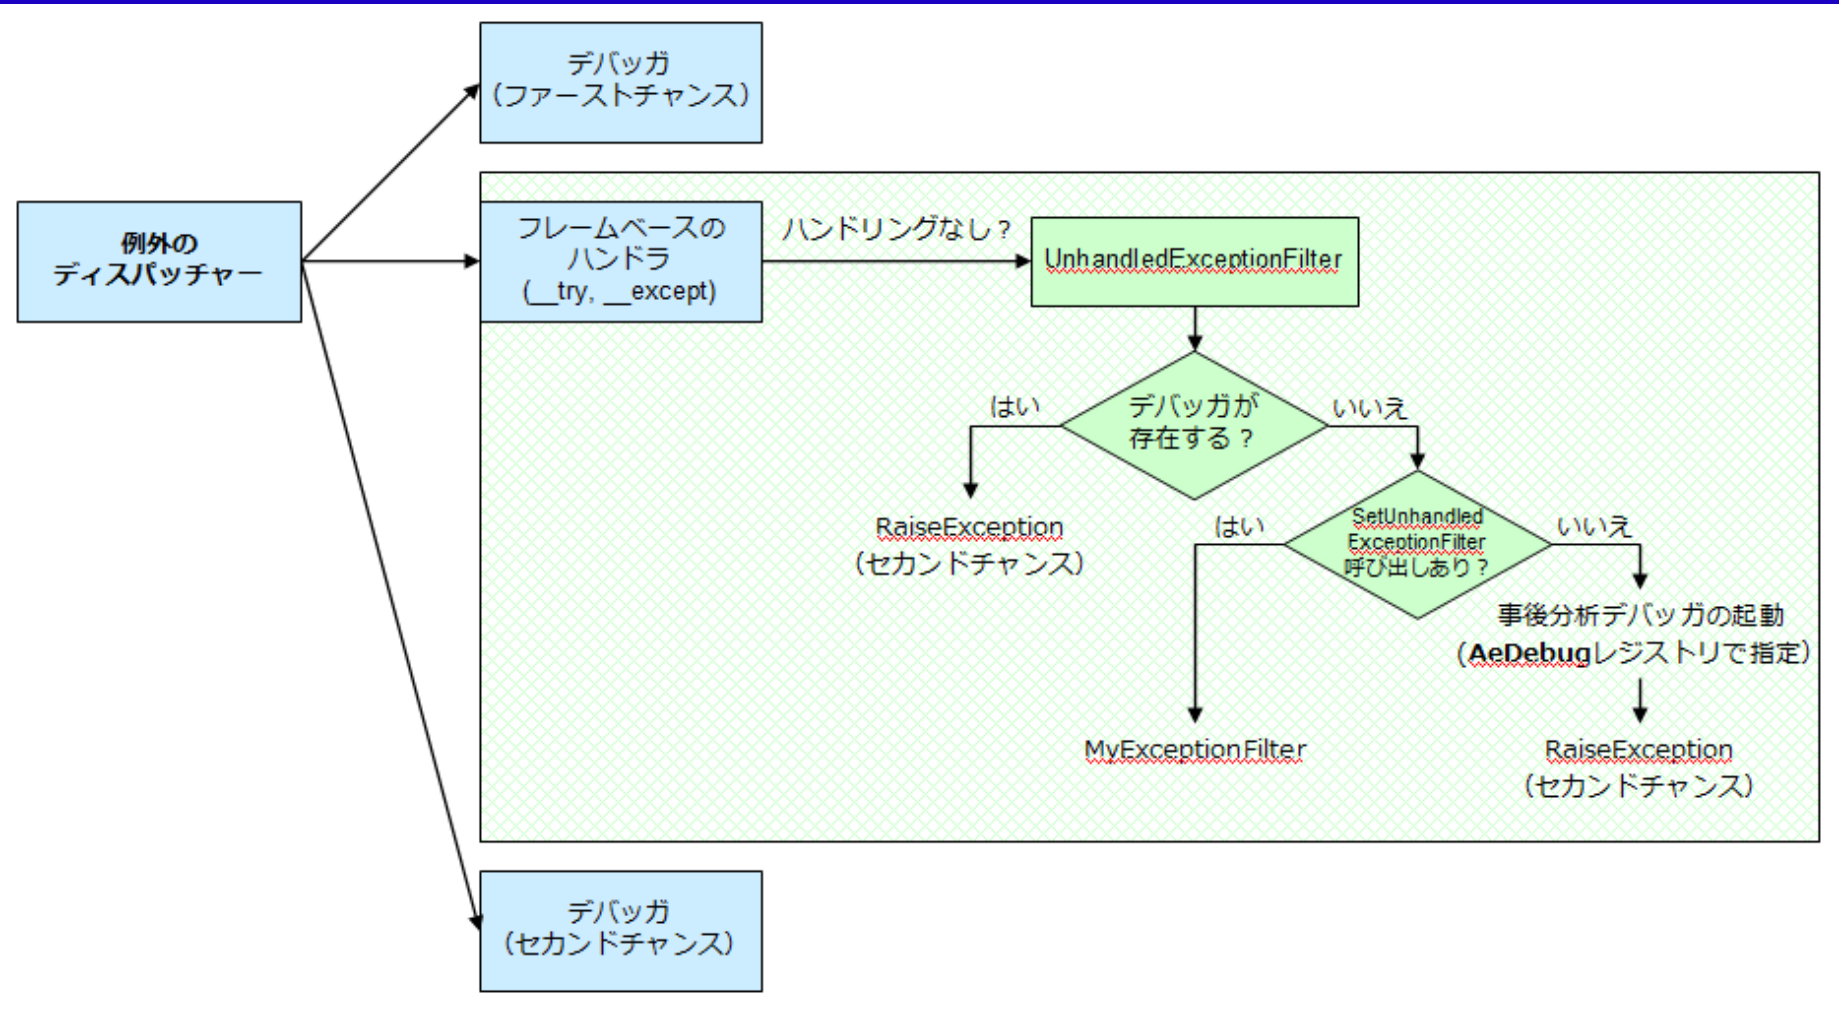 デバッガ
（ファーストチャンス）
例外の
ディスパッチャー
フレームベースの
ハンドラ
(__try, __except)
ハンドリングなし？
UnhandledExceptionFilter
はい
デバッガが
存在する？
いいえ
RaiseException
（セカンドチャンス）
はい
SetUnhandled
ExceptionFilter
呼び出しあり？
いいえ
事後分析デバッガの起動
（AeDebugレジストリで指定）
MyExceptionFilter
RaiseException
（セカンドチャンス）
デバッガ
（セカンドチャンス）